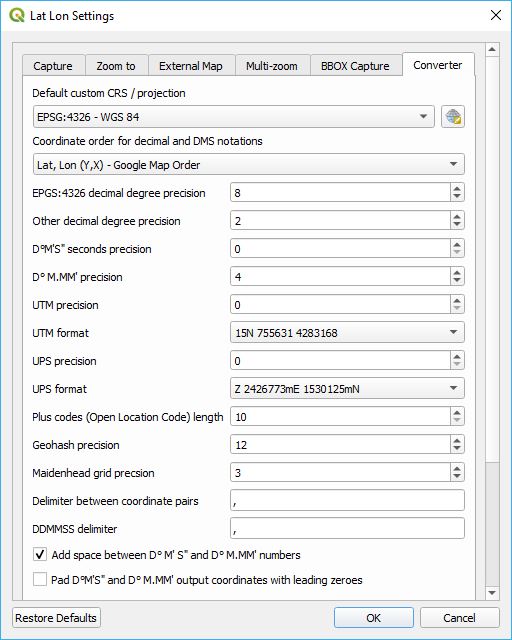 Lat Lon Settings
Capture Zoom to External Map Multi-zoom BBOX Capture Converter
Default custom CRS / projection
EPSG:4326 - WGS 84
Coordinate order for decimal and DMS notations
Lat, Lon (Y,X) - Google Map Order
EPGS:4326 decimal degree precision 8
Other decimal degree precision 2
D°M'S" seconds precision 0
D° M.MM' precision 4
UTM precision 0
UTM format 15N 755631 4283168
UPS precision 0
UPS format Z 2426773mE 1530125mN
Plus codes (Open Location Code) length 10
Geohash precision 12
Maidenhead grid precsion 3
Delimiter between coordinate pairs ,
DDMMSS delimiter ,
Add space between D° M' S" and D° M.MM' numbers
Pad D°M'S" and D° M.MM' output coordinates with leading zeroes
Restore Defaults OK Cancel